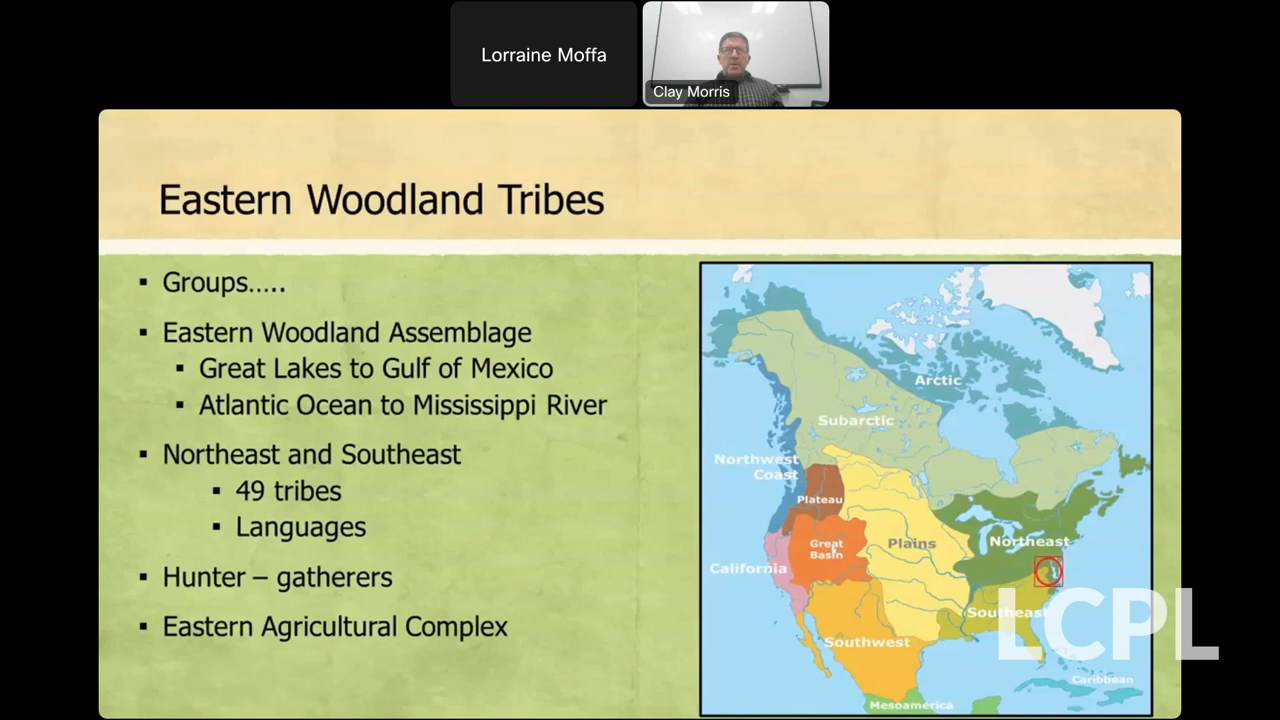 Lorraine Moffa
Clay Morris
Eastern Woodland Tribes
▪ Groups.....
▪ Eastern Woodland Assemblage
▪ Great Lakes to Gulf of Mexico
▪ Atlantic Ocean to Mississippi River
▪ Northeast and Southeast
▪ 49 tribes
▪ Languages
▪ Hunter – gatherers
▪ Eastern Agricultural Complex
Arctic
Subarctic
Northwest
Coast
Plateau
Northeast
Great
Basin
Plains
California
Southeast
Southwest
Caribbean
Mesoamerica
LCPL